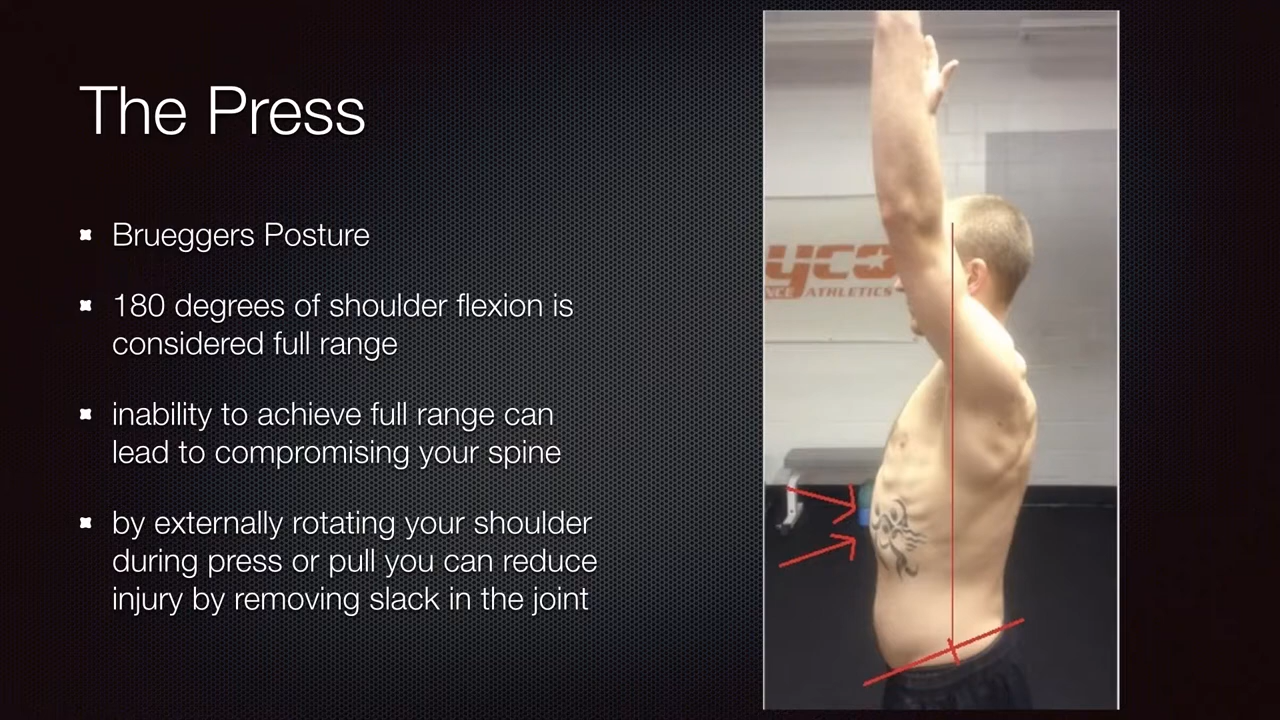 The Press
Brueggers Posture
180 degrees of shoulder flexion is
considered full range
inability to achieve full range can
lead to compromising your spine
by externally rotating your shoulder
during press or pull you can reduce
injury by removing slack in the joint
ATHLETICS